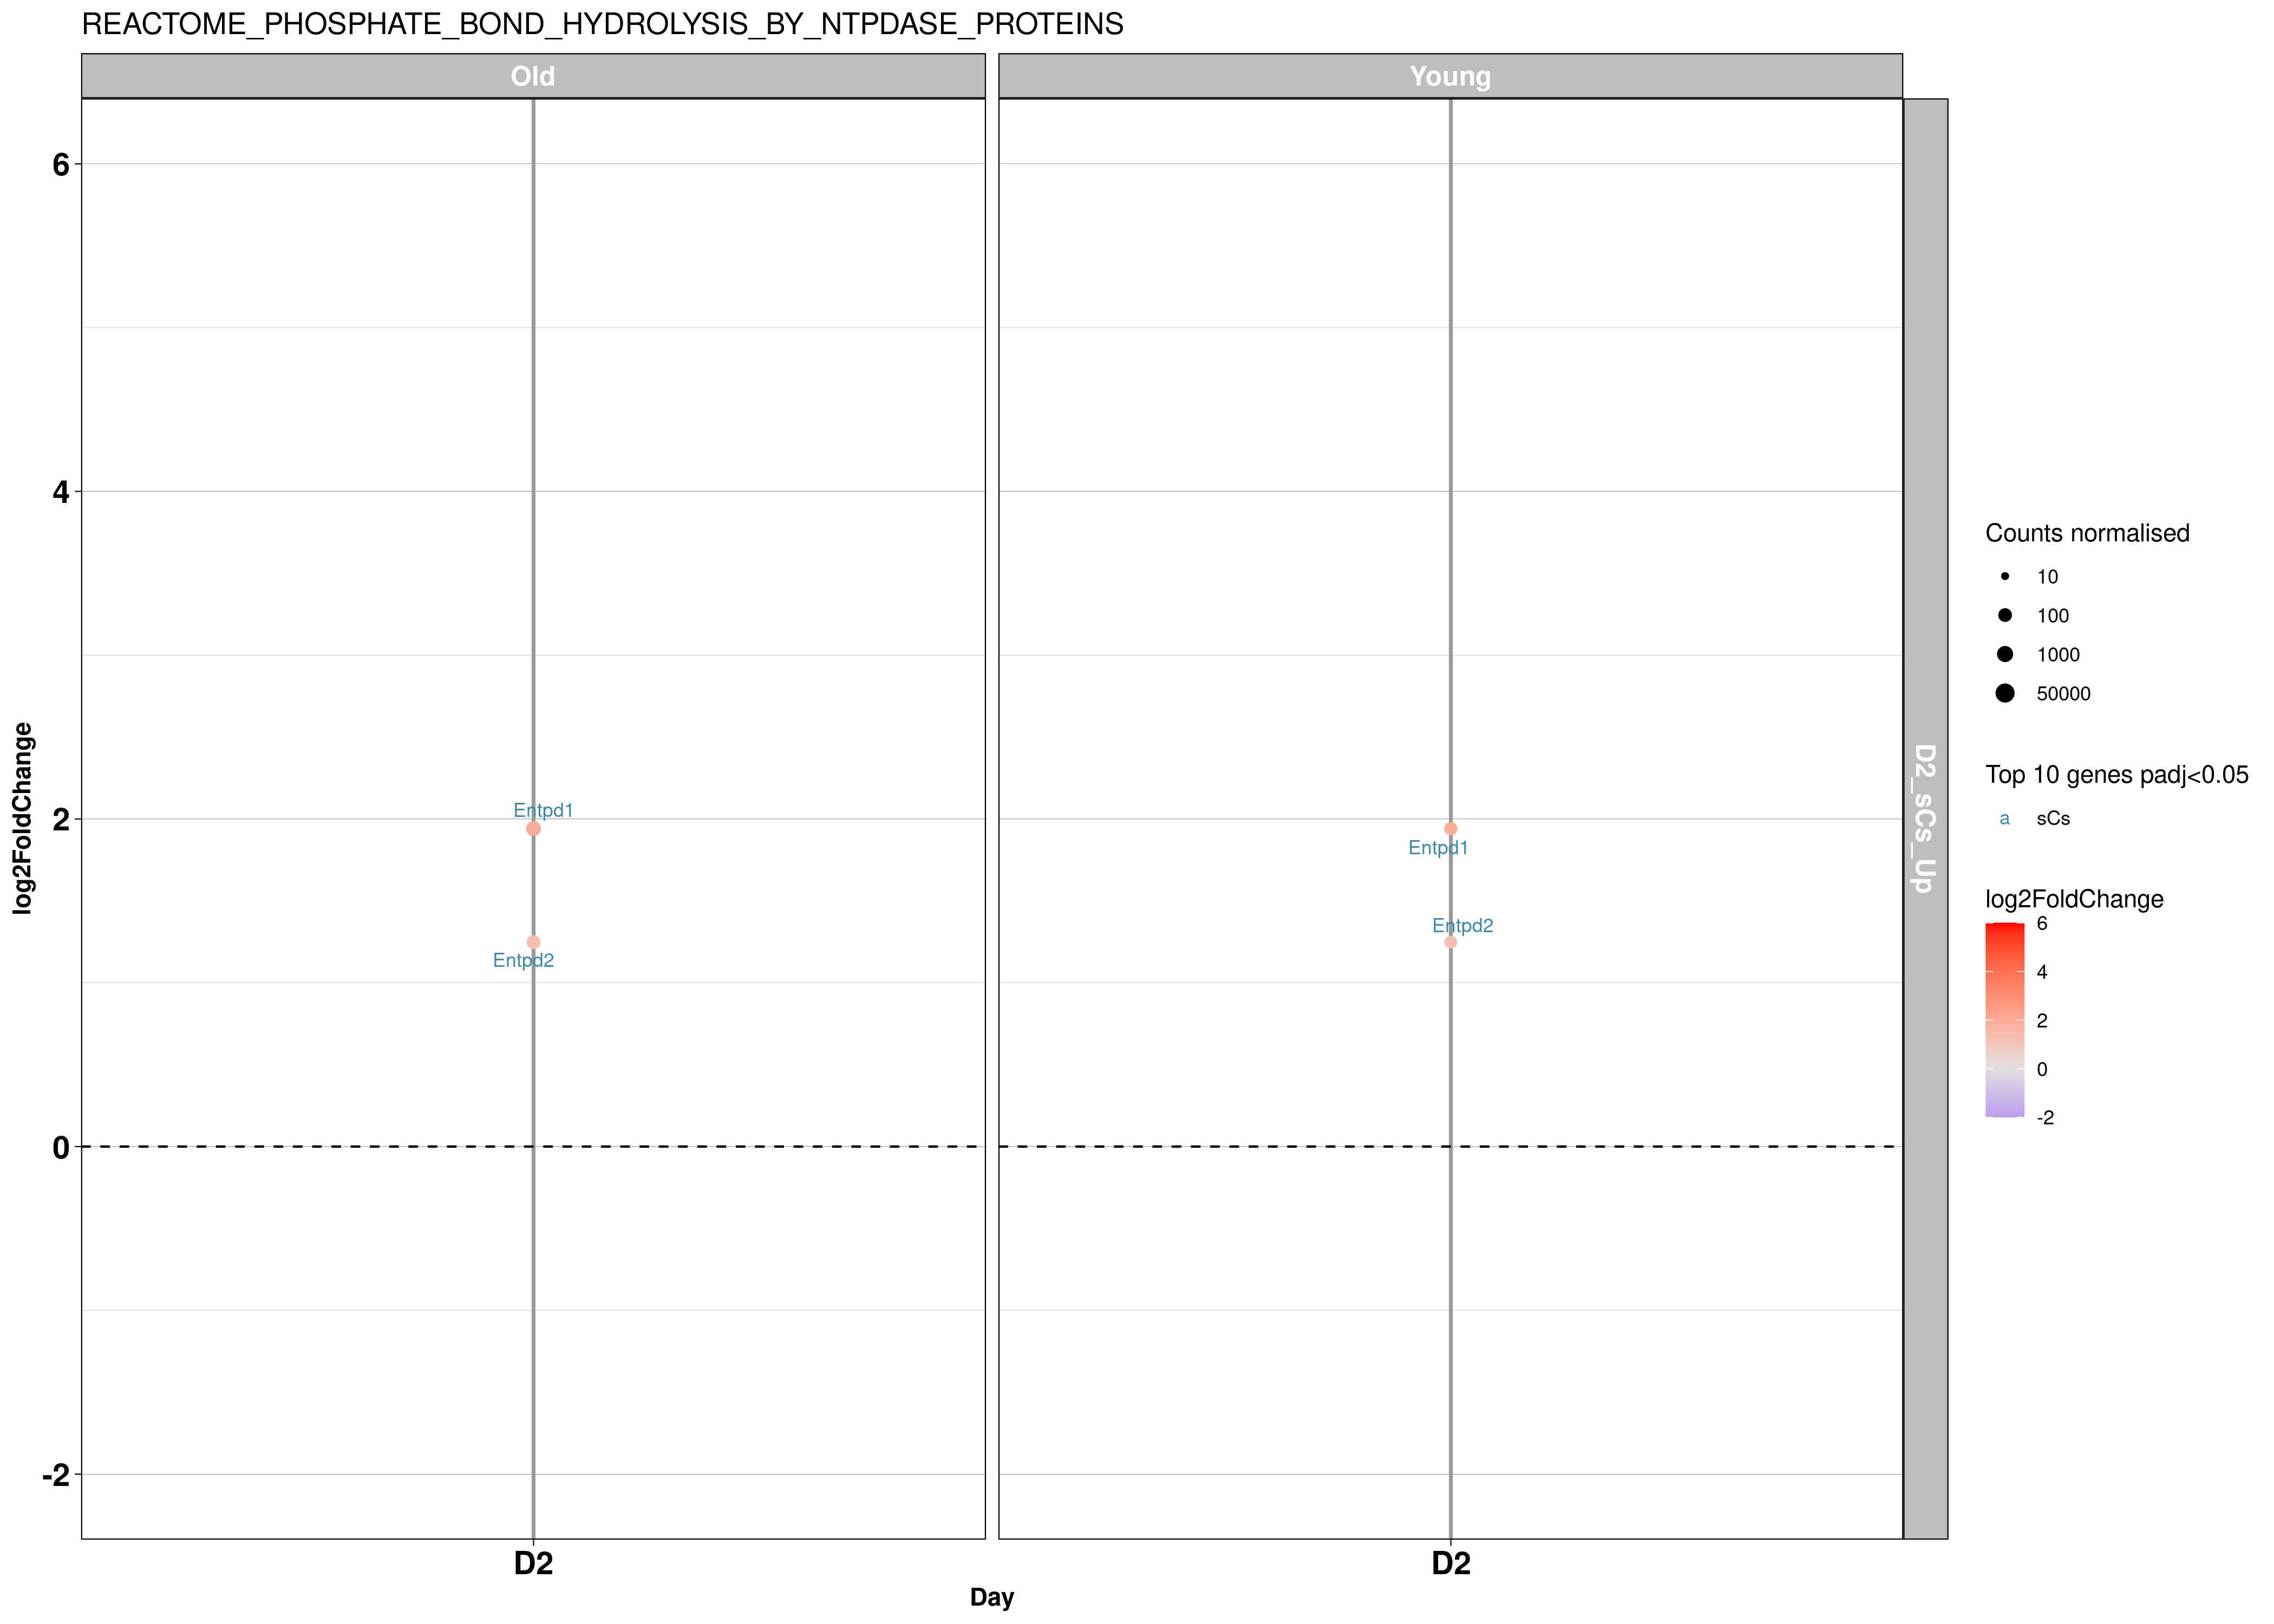 REACTOME_PHOSPHATE_BOND_HYDROLYSIS_BY_NTPDASE_PROTEINS
Old
Young
6
4
2
0
-2
log2FoldChange
Entpd1
Entpd2
Entpd1
Entpd2
D2_sCs_Up
D2
D2
Day
Counts normalised
10
100
1000
50000
Top 10 genes padj<0.05
a sCs
log2FoldChange
6
4
2
0
-2